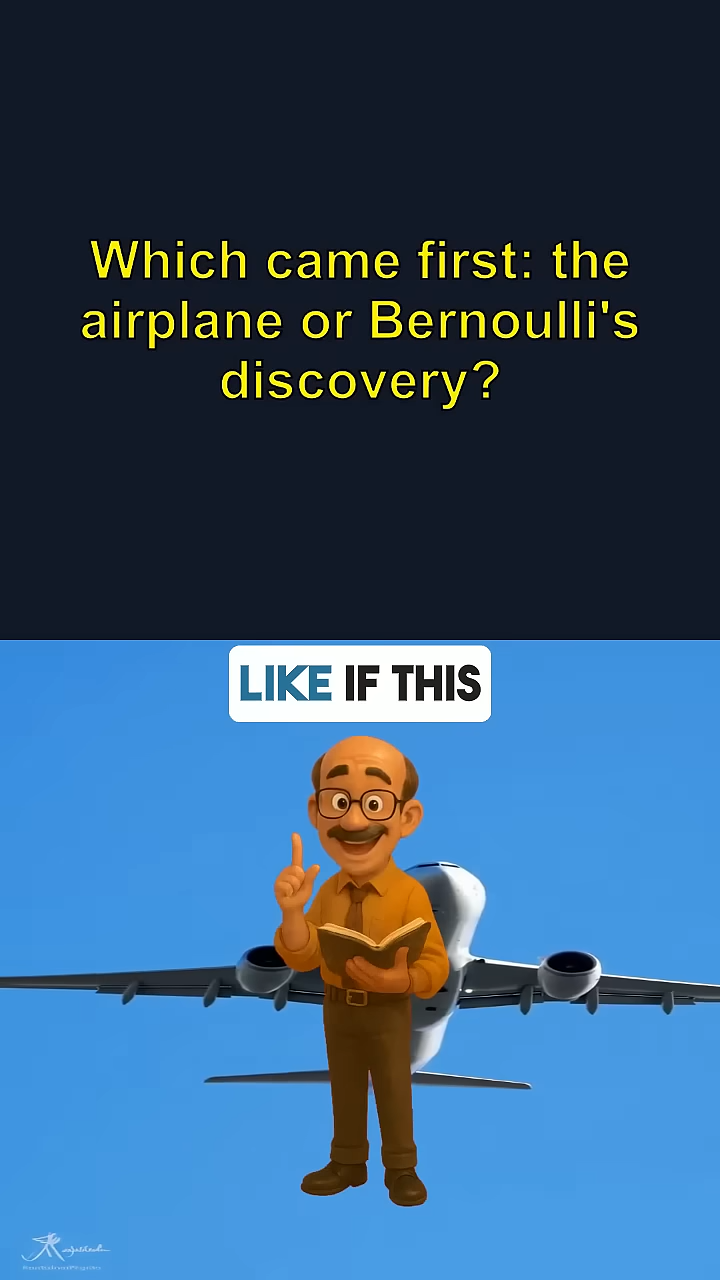 Which came first: the
airplane or Bernoulli's
discovery?
LIKE IF THIS